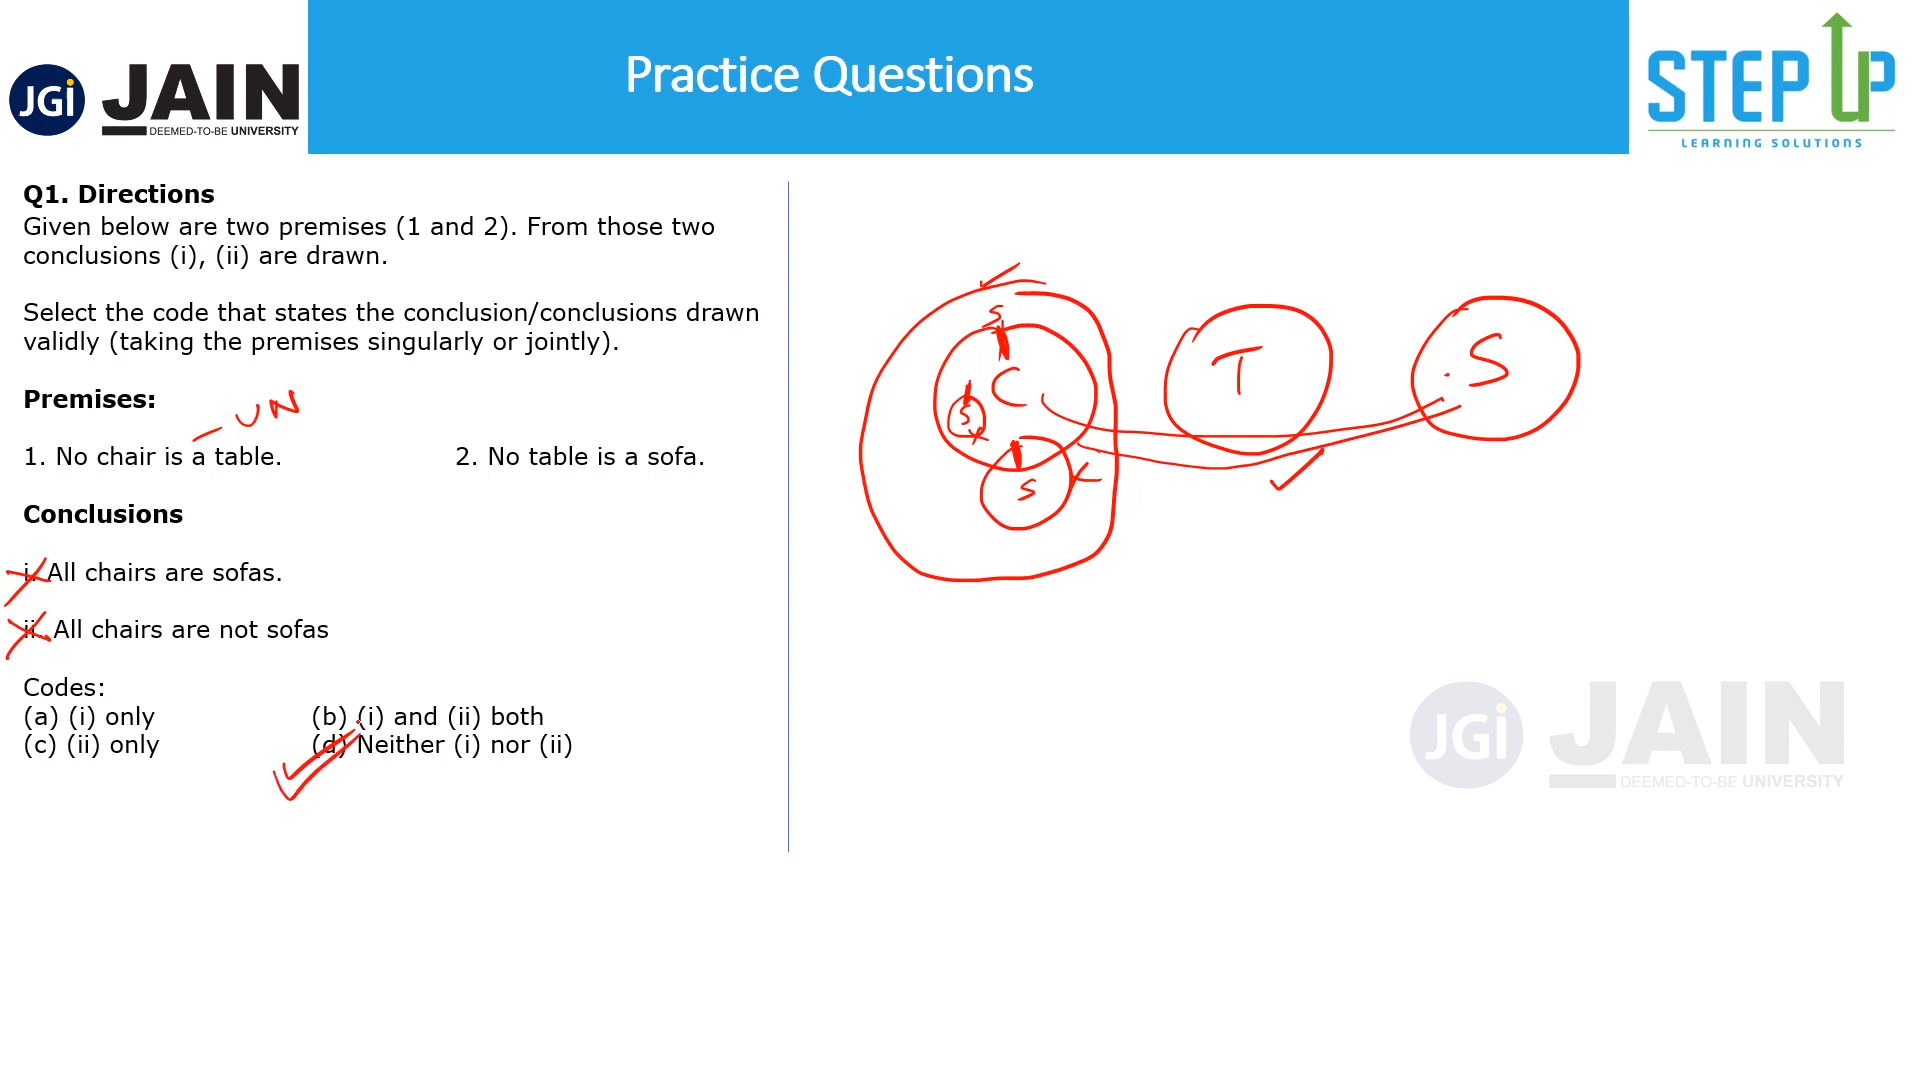 JGi JAIN
DEEMED-TO-BE UNIVERSITY
Practice Questions
STEP UP
LEARNING SOLUTIONS
Q1. Directions
Given below are two premises (1 and 2). From those two
conclusions (i), (ii) are drawn.
Select the code that states the conclusion/conclusions drawn
validly (taking the premises singularly or jointly).
Premises:
- UN
1. No chair is a table. 2. No table is a sofa.
Conclusions
i. All chairs are sofas.
ii. All chairs are not sofas
Codes:
(a) (i) only (b) (i) and (ii) both
(c) (ii) only (d) Neither (i) nor (ii)
S
C
S
S
T
S
JGi JAIN
DEEMED-TO-BE UNIVERSITY